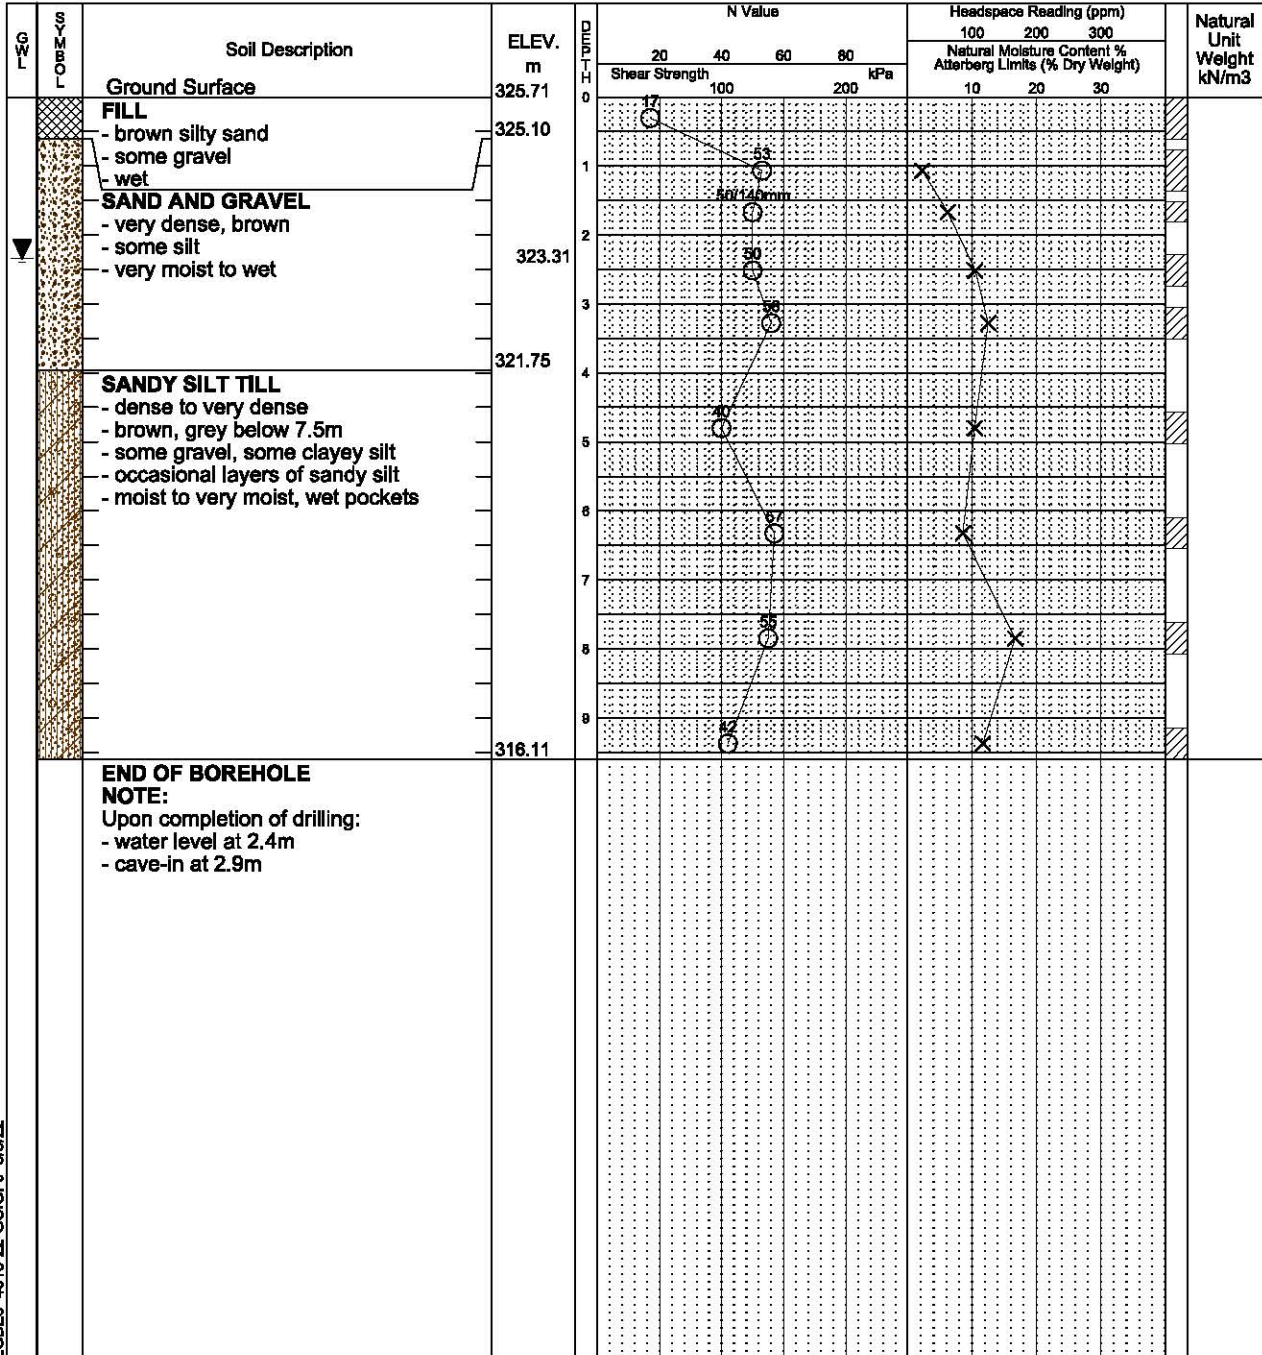 GWL
SYMBOL
Soil Description
ELEV.
m
DEPTH
N Value
20 40 60 80
Shear Strength kPa
100 200
Headspace Reading (ppm)
100 200 300
Natural Moisture Content %
Atterberg Limits (% Dry Weight)
10 20 30
Natural
Unit
Weight
kN/m3
Ground Surface 325.71 0
FILL
- brown silty sand 325.10
- some gravel
- wet
SAND AND GRAVEL
- very dense, brown
- some silt 323.31
- very moist to wet
321.75
SANDY SILT TILL
- dense to very dense
- brown, grey below 7.5m
- some gravel, some clayey silt
- occasional layers of sandy silt
- moist to very moist, wet pockets
316.11
1
2
3
4
5
6
7
8
9
17
53
50/140mm
50
56
40
57
55
42
END OF BOREHOLE
NOTE:
Upon completion of drilling:
- water level at 2.4m
- cave-in at 2.9m